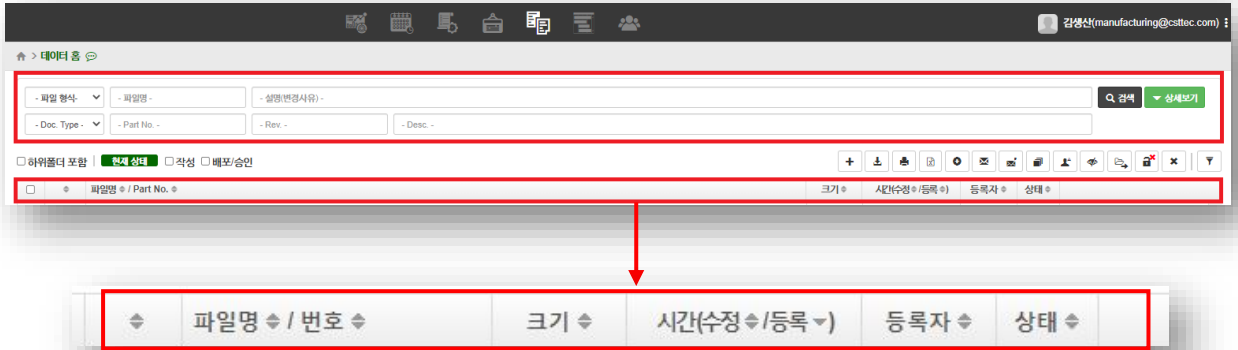 김생산(manufacturing@csttec.com)
> 데이터 홈
- 파일 형식- - 파일명 - - 설명(변경사유) - 검색 상세보기
- Doc. Type - - Part No. - - Rev. - - Desc. -
하위폴더 포함 현재 상태 작성 배포/승인
파일명 / Part No. 크기 시간(수정 /등록 ) 등록자 상태
파일명 / 번호 크기 시간(수정 /등록 ) 등록자 상태